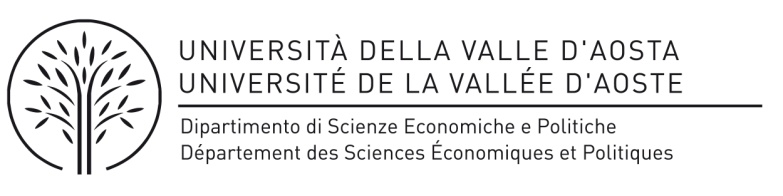 UNIVERSITÀ DELLA VALLE D'AOSTA
UNIVERSITÉ DE LA VALLÉE D'AOSTE
Dipartimento di Scienze Economiche e Politiche
Département des Sciences Économiques et Politiques